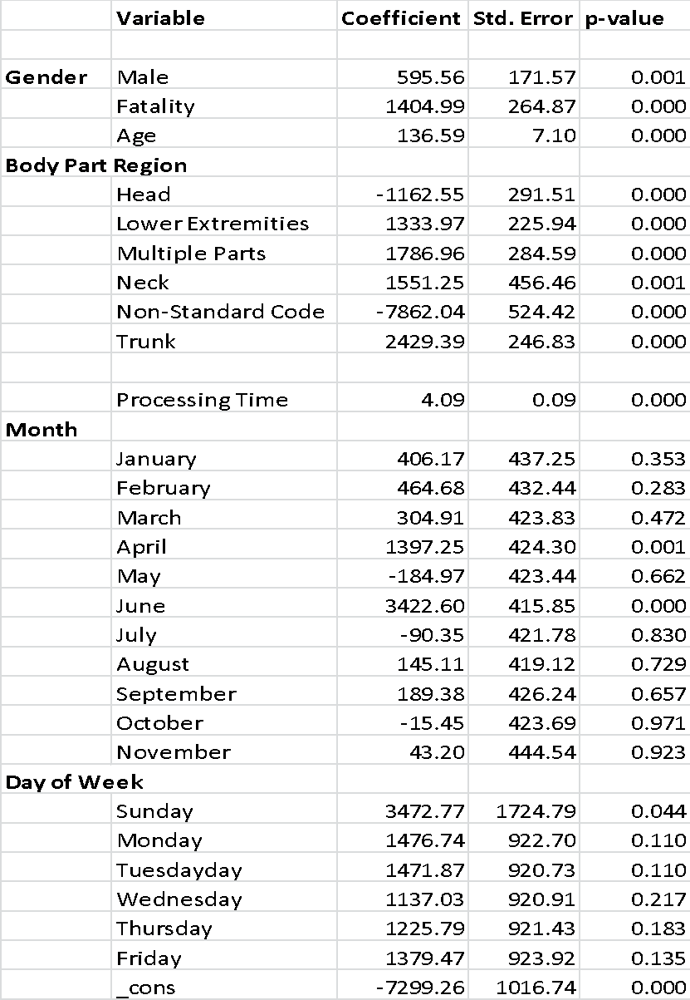 Variable Coefficient Std. Error p-value
Gender Male 595.56 171.57 0.001
Fatality 1404.99 264.87 0.000
Age 136.59 7.10 0.000
Body Part Region
Head -1162.55 291.51 0.000
Lower Extremities 1333.97 225.94 0.000
Multiple Parts 1786.96 284.59 0.000
Neck 1551.25 456.46 0.001
Non-Standard Code -7862.04 524.42 0.000
Trunk 2429.39 246.83 0.000
Processing Time 4.09 0.09 0.000
Month
January 406.17 437.25 0.353
February 464.68 432.44 0.283
March 304.91 423.83 0.472
April 1397.25 424.30 0.001
May -184.97 423.44 0.662
June 3422.60 415.85 0.000
July -90.35 421.78 0.830
August 145.11 419.12 0.729
September 189.38 426.24 0.657
October -15.45 423.69 0.971
November 43.20 444.54 0.923
Day of Week
Sunday 3472.77 1724.79 0.044
Monday 1476.74 922.70 0.110
Tuesdayday 1471.87 920.73 0.110
Wednesday 1137.03 920.91 0.217
Thursday 1225.79 921.43 0.183
Friday 1379.47 923.92 0.135
_cons -7299.26 1016.74 0.000